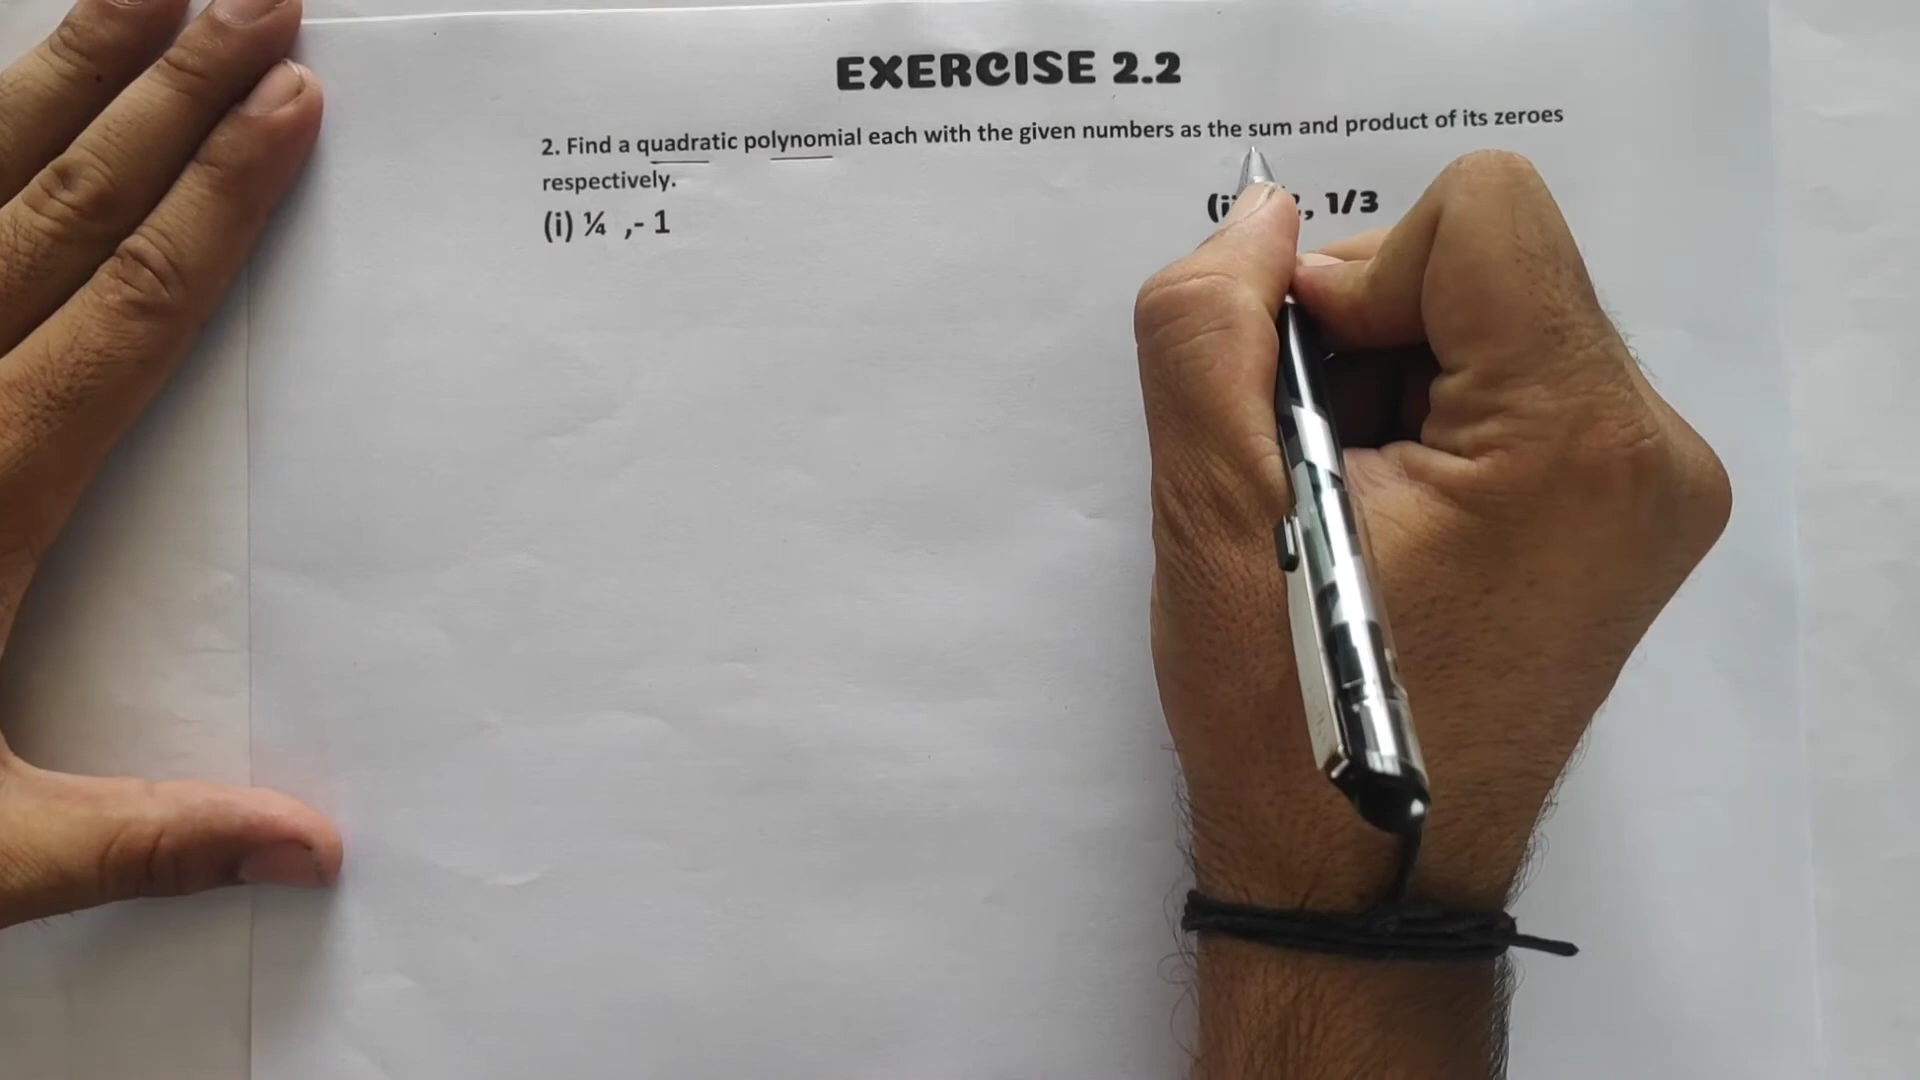 EXERCISE 2.2
2. Find a quadratic polynomial each with the given numbers as the sum and product of its zeroes
respectively.
(i) ¼ ,- 1
, 1/3